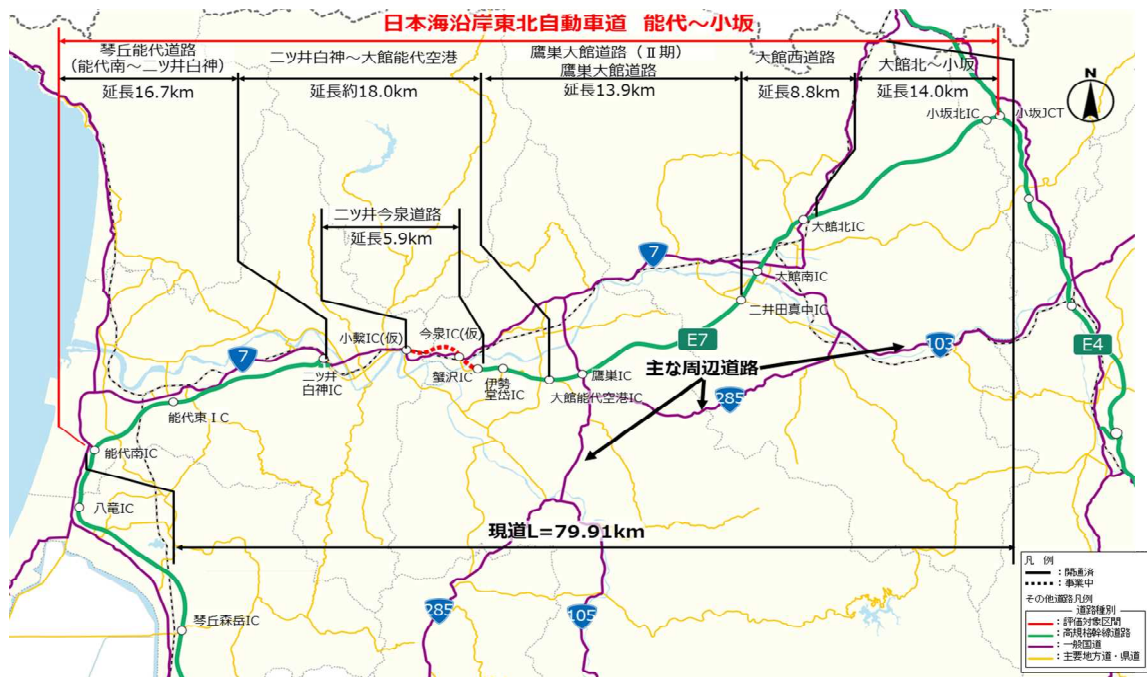 日本海沿岸東北自動車道 能代～小坂
琴丘能代道路
(能代南～二ツ井白神)
延長16.7km
二ツ井白神～大館能代空港
延長約18.0km
鷹巣大館道路（Ⅱ期）
鷹巣大館道路
延長13.9km
大館西道路
延長8.8km
大館北～小坂
延長14.0km
N
小坂北IC
小坂JCT
二ツ井今泉道路
延長5.9km
大館北IC
7
大館南IC
二井田真中IC
小繋IC(仮)
今泉IC(仮)
E7
103
E4
7
二ツ井
白神IC
蟹沢IC
伊勢
堂岱IC
鷹巣IC
大館能代空港IC
主な周辺道路
285
能代東ＩＣ
能代南IC
八竜IC
現道L=79.91km
琴丘森岳IC
285
105
凡 例
：開通済
：事業中
その他道路凡例
道路種別
：評価対象区間
：高規格幹線道路
：一般国道
：主要地方道・県道